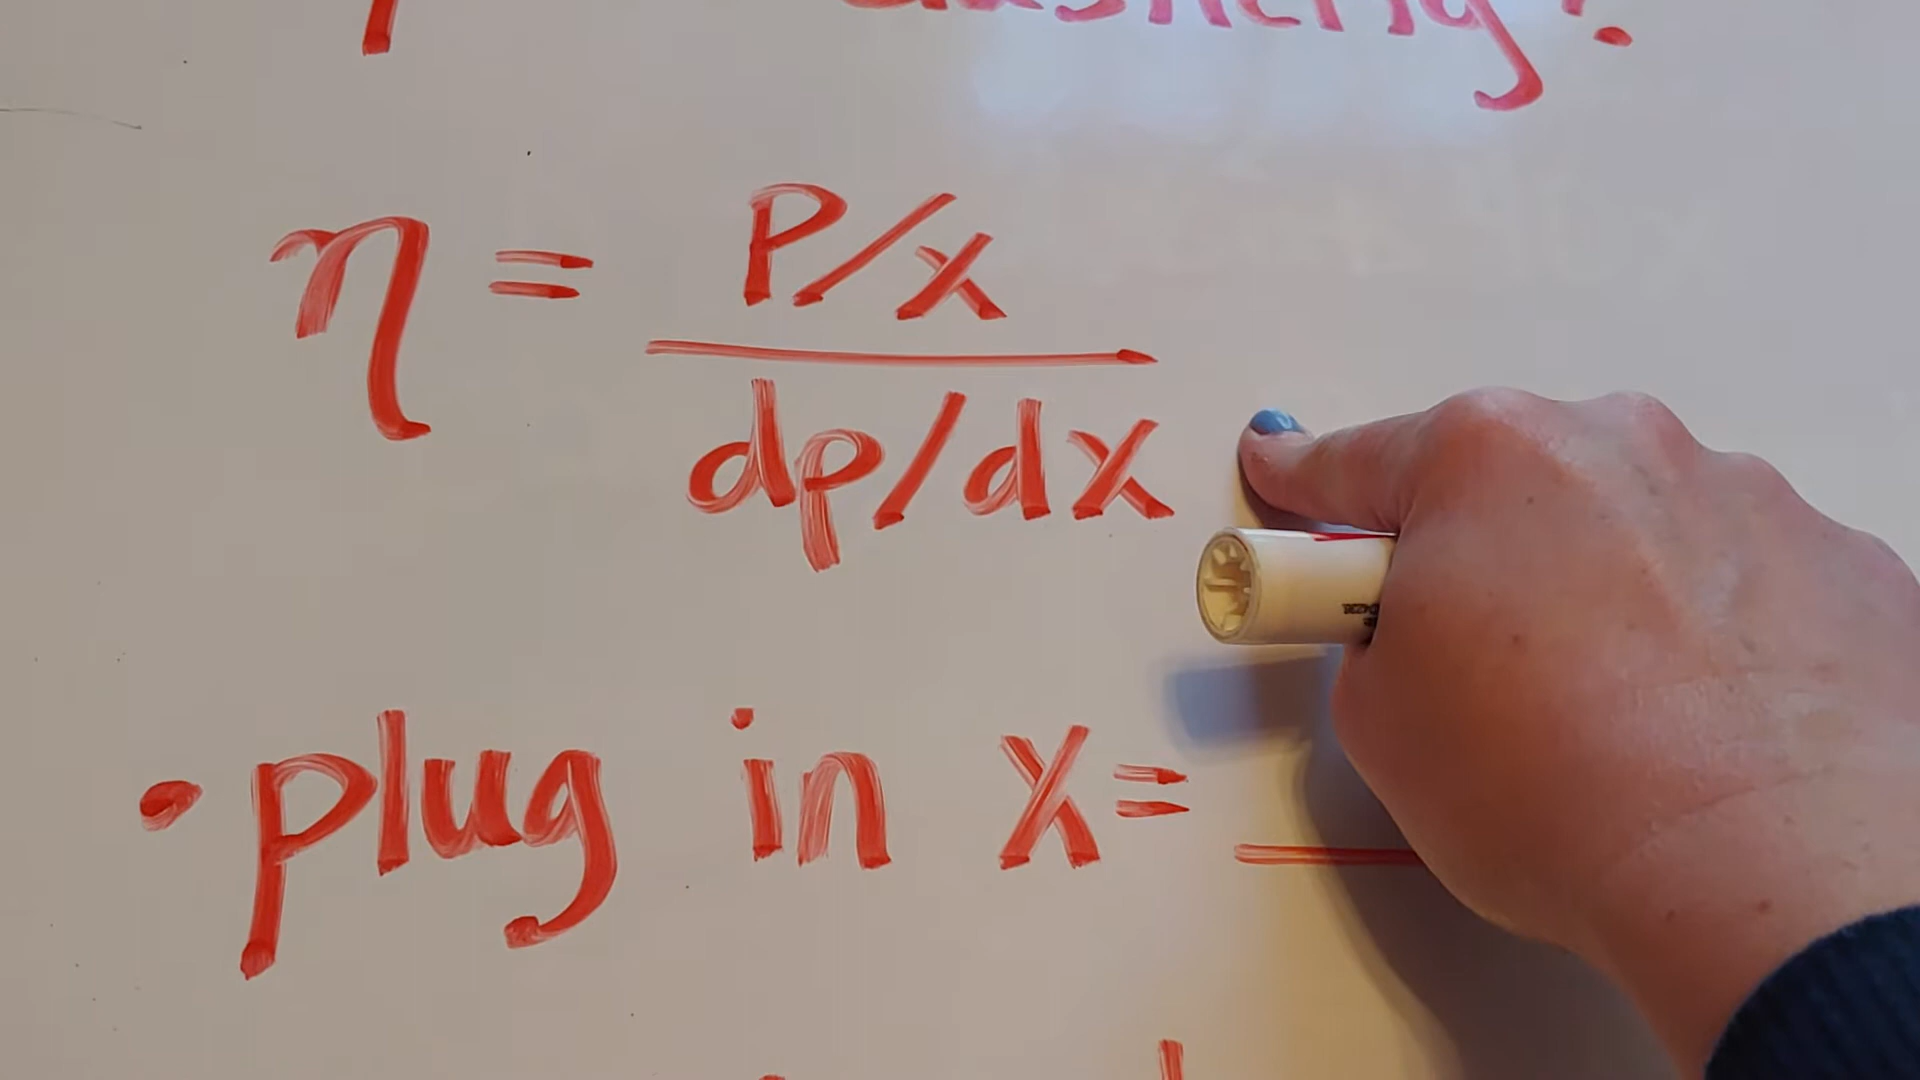 η = P/x
dp/dx
• plug in x=